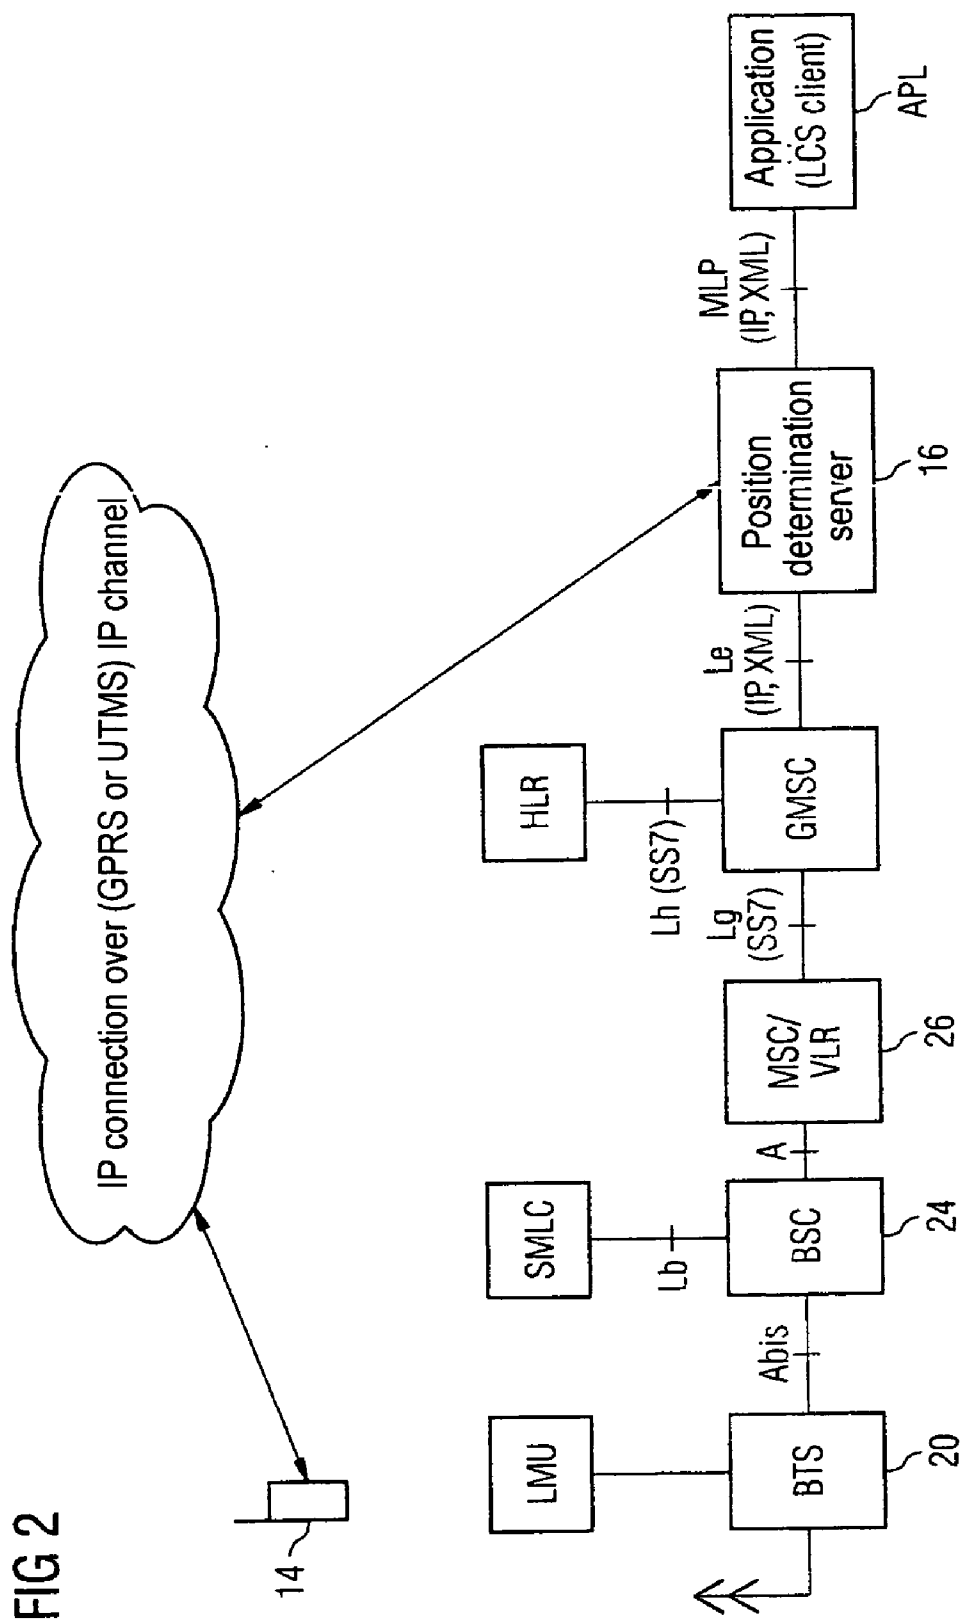 FIG 2
IP connection over (GPRS or UTMS) IP channel
14
LMU
SMLC
HLR
Lb
Lh (SS7)
Abis
A
Lg
(SS7)
Le
(IP, XML)
MLP
(IP, XML)
BTS
BSC
MSC/
VLR
GMSC
Position
determination
server
Application
(LCS client)
20
24
26
16
APL